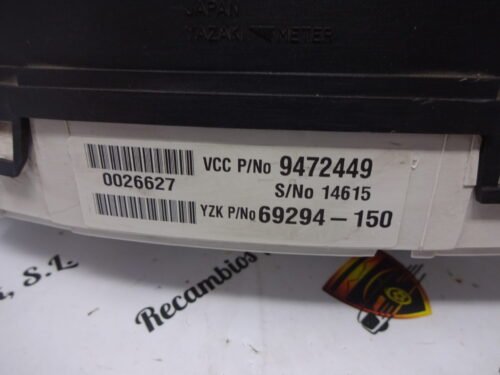 JAPAN
YAZAKI METER
VCC P/No 9472449
0026627
S/No 14615
YZK P/No 69294-150
S.L.
Recambios